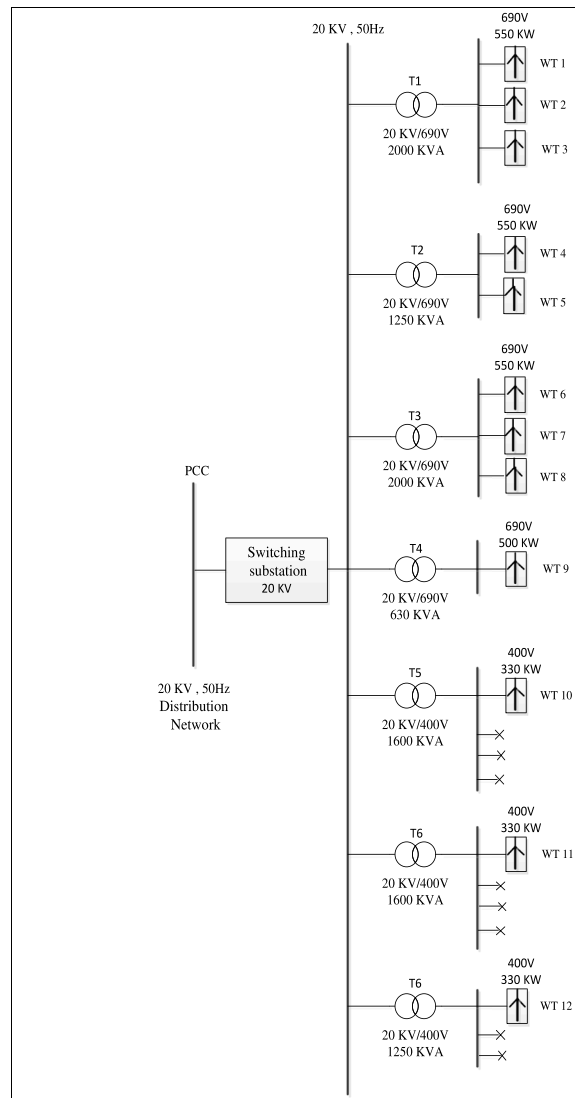 20 KV , 50Hz
T1
20 KV/690V
2000 KVA
690V
550 KW
WT 1
WT 2
WT 3
T2
20 KV/690V
1250 KVA
690V
550 KW
WT 4
WT 5
T3
20 KV/690V
2000 KVA
690V
550 KW
WT 6
WT 7
WT 8
PCC
Switching
substation
20 KV
20 KV , 50Hz
Distribution
Network
T4
20 KV/690V
630 KVA
690V
500 KW
WT 9
T5
20 KV/400V
1600 KVA
400V
330 KW
WT 10
T6
20 KV/400V
1600 KVA
400V
330 KW
WT 11
T6
20 KV/400V
1250 KVA
400V
330 KW
WT 12